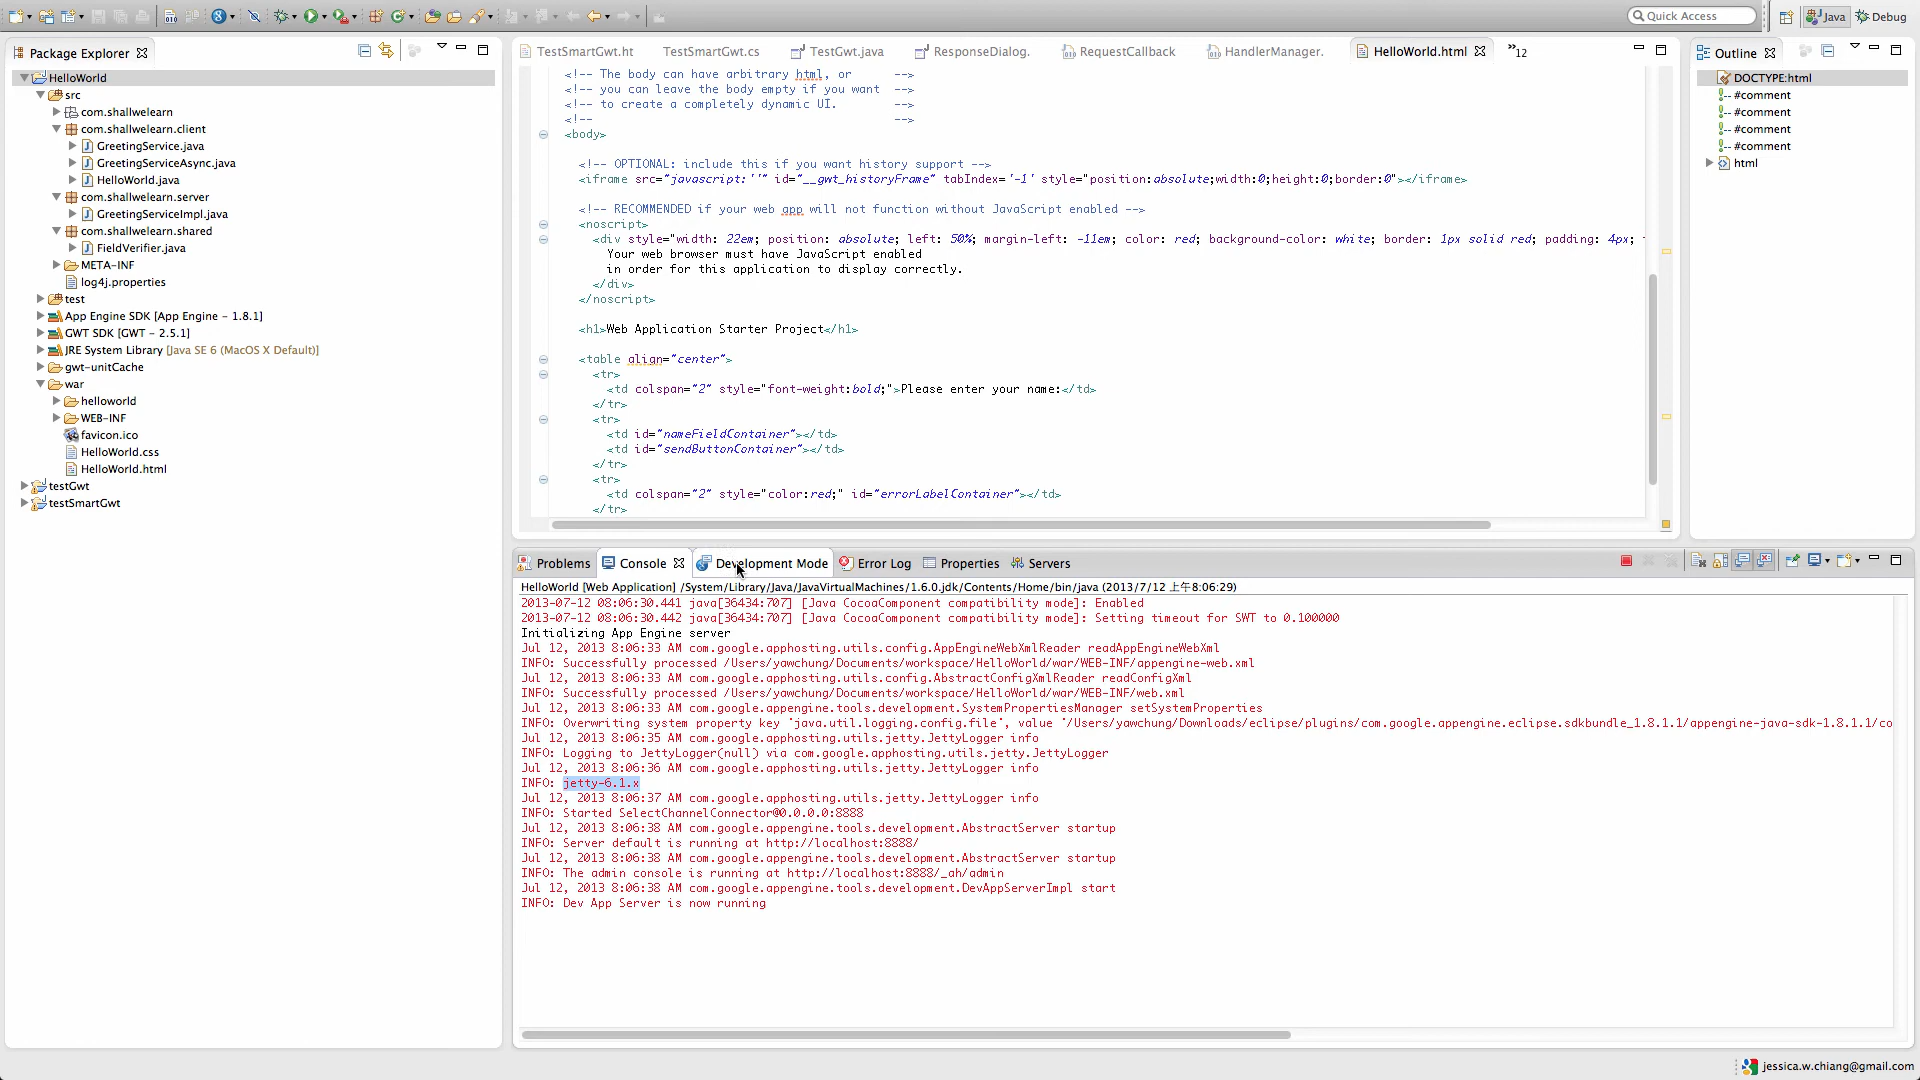 Quick Access
Java
Debug
Package Explorer
HelloWorld
src
com.shallwelearn
com.shallwelearn.client
GreetingService.java
GreetingServiceAsync.java
HelloWorld.java
com.shallwelearn.server
GreetingServiceImpl.java
com.shallwelearn.shared
FieldVerifier.java
META-INF
log4j.properties
test
App Engine SDK [App Engine - 1.8.1]
GWT SDK [GWT - 2.5.1]
JRE System Library [Java SE 6 (MacOS X Default)]
gwt-unitCache
war
helloworld
WEB-INF
favicon.ico
HelloWorld.css
HelloWorld.html
testGwt
testSmartGwt
TestSmartGwt.ht TestSmartGwt.cs TestGwt.java ResponseDialog. RequestCallback HandlerManager. HelloWorld.html »12
<!-- The body can have arbitrary html, or -->
<!-- you can leave the body empty if you want -->
<!-- to create a completely dynamic UI. -->
<!-- -->
<body>
<!-- OPTIONAL: include this if you want history support -->
<iframe src="javascript:''" id="__gwt_historyFrame" tabIndex='-1' style="position:absolute;width:0;height:0;border:0"></iframe>
<!-- RECOMMENDED if your web app will not function without JavaScript enabled -->
<noscript>
<div style="width: 22em; position: absolute; left: 50%; margin-left: -11em; color: red; background-color: white; border: 1px solid red; padding: 4px;
Your web browser must have JavaScript enabled
in order for this application to display correctly.
</div>
</noscript>
<h1>Web Application Starter Project</h1>
<table align="center">
<tr>
<td colspan="2" style="font-weight:bold;">Please enter your name:</td>
</tr>
<tr>
<td id="nameFieldContainer"></td>
<td id="sendButtonContainer"></td>
</tr>
<tr>
<td colspan="2" style="color:red;" id="errorLabelContainer"></td>
</tr>
Outline
DOCTYPE:html
#comment
#comment
#comment
#comment
html
Problems Console Development Mode Error Log Properties Servers
HelloWorld [Web Application] /System/Library/Java/JavaVirtualMachines/1.6.0.jdk/Contents/Home/bin/java (2013/7/12 上午8:06:29)
2013-07-12 08:06:30.441 java[36434:707] [Java CocoaComponent compatibility mode]: Enabled
2013-07-12 08:06:30.442 java[36434:707] [Java CocoaComponent compatibility mode]: Setting timeout for SWT to 0.100000
Initializing App Engine server
Jul 12, 2013 8:06:33 AM com.google.apphosting.utils.config.AppEngineWebXmlReader readAppEngineWebXml
INFO: Successfully processed /Users/yawchung/Documents/workspace/HelloWorld/war/WEB-INF/appengine-web.xml
Jul 12, 2013 8:06:33 AM com.google.apphosting.utils.config.AbstractConfigXmlReader readConfigXml
INFO: Successfully processed /Users/yawchung/Documents/workspace/HelloWorld/war/WEB-INF/web.xml
Jul 12, 2013 8:06:33 AM com.google.appengine.tools.development.SystemPropertiesManager setSystemProperties
INFO: Overwriting system property key 'java.util.logging.config.file', value '/Users/yawchung/Downloads/eclipse/plugins/com.google.appengine.eclipse.sdkbundle_1.8.1.1/appengine-java-sdk-1.8.1.1/co
Jul 12, 2013 8:06:35 AM com.google.apphosting.utils.jetty.JettyLogger info
INFO: Logging to JettyLogger(null) via com.google.apphosting.utils.jetty.JettyLogger
Jul 12, 2013 8:06:36 AM com.google.apphosting.utils.jetty.JettyLogger info
INFO: jetty-6.1.x
Jul 12, 2013 8:06:37 AM com.google.apphosting.utils.jetty.JettyLogger info
INFO: Started SelectChannelConnector@0.0.0.0:8888
Jul 12, 2013 8:06:38 AM com.google.appengine.tools.development.AbstractServer startup
INFO: Server default is running at http://localhost:8888/
Jul 12, 2013 8:06:38 AM com.google.appengine.tools.development.AbstractServer startup
INFO: The admin console is running at http://localhost:8888/_ah/admin
Jul 12, 2013 8:06:38 AM com.google.appengine.tools.development.DevAppServerImpl start
INFO: Dev App Server is now running
jessica.w.chiang@gmail.com